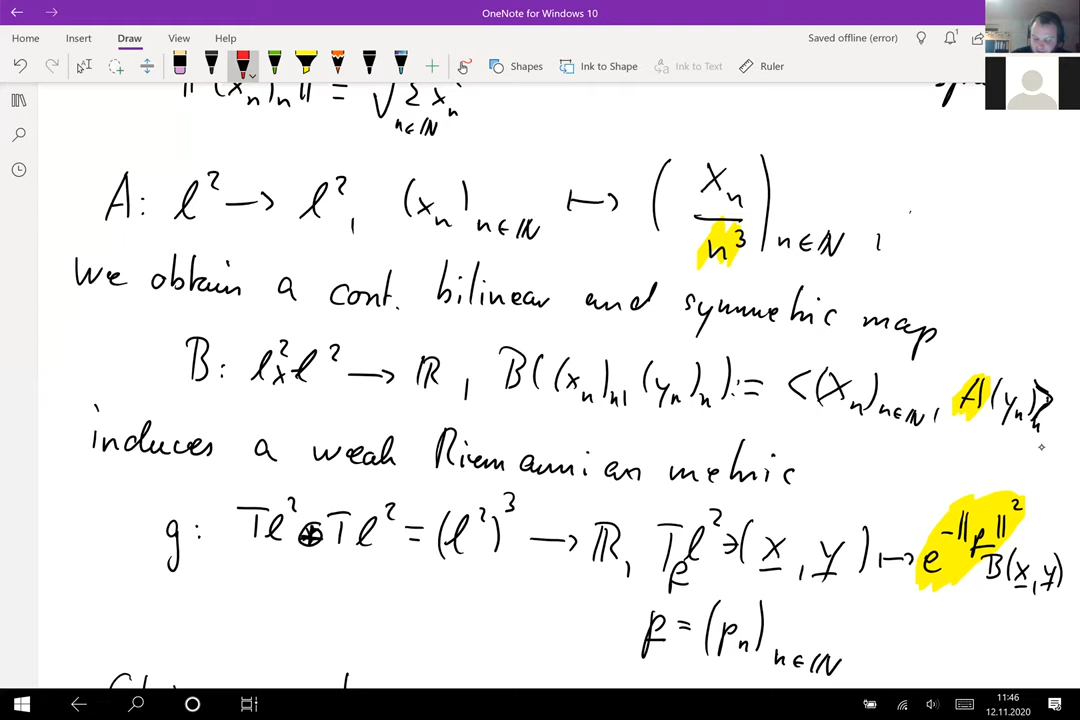 OneNote for Windows 10
Home Insert Draw View Help Saved offline (error)
Shapes Ink to Shape Ink to Text Ruler
‖(xₙ)ₙ‖ = √Σ xₙ² n∈ℕ
A: ℓ² → ℓ², (xₙ)n∈ℕ ↦ (xₙ/n³)n∈ℕ,
We obtain a cont. bilinear and symmetric map
B: ℓ²×ℓ² → ℝ, B((xₙ)ₙ, (yₙ)ₙ) := <(xₙ)n∈ℕ, A(yₙ)ₙ>
induces a weak Riemannian metric
g: Tℓ² ⊕ Tℓ² = (ℓ²)³ → ℝ, Tₚℓ² ∋ (x, y) ↦ e^(-‖p‖²) B(x, y)
p = (pₙ)n∈ℕ
11:46
12.11.2020